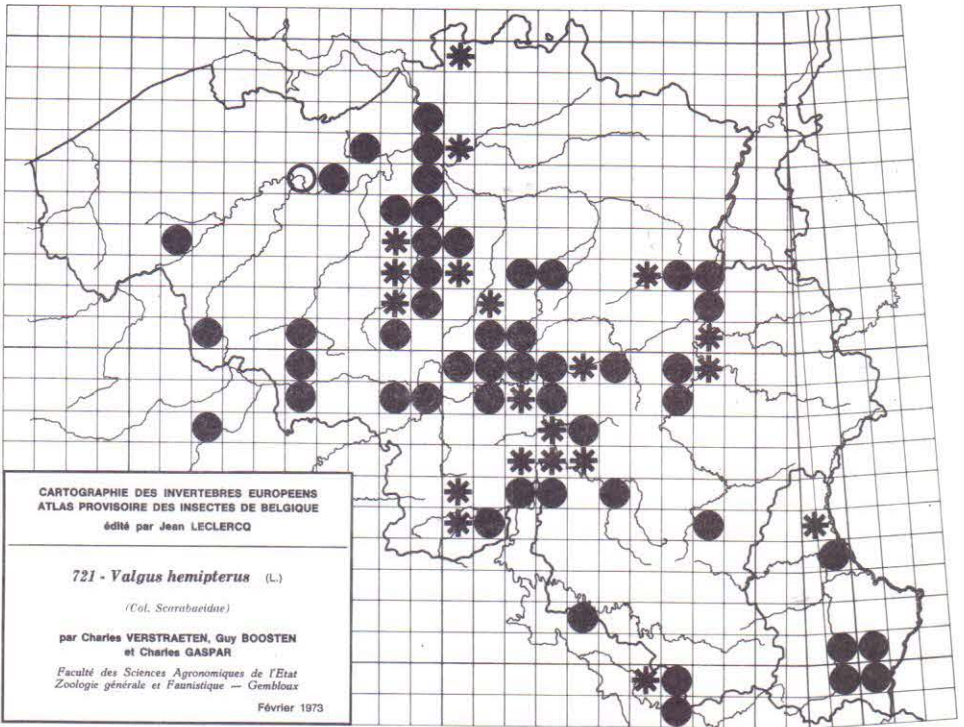 CARTOGRAPHIE DES INVERTEBRES EUROPEENS
ATLAS PROVISOIRE DES INSECTES DE BELGIQUE
édité par Jean LECLERCQ
721 - Valgus hemipterus (L.)
(Col. Scarabaeidae)
par Charles VERSTRAETEN, Guy BOOSTEN
et Charles GASPAR
Faculté des Sciences Agronomiques de l'Etat
Zoologie générale et Faunistique — Gembloux
Février 1973